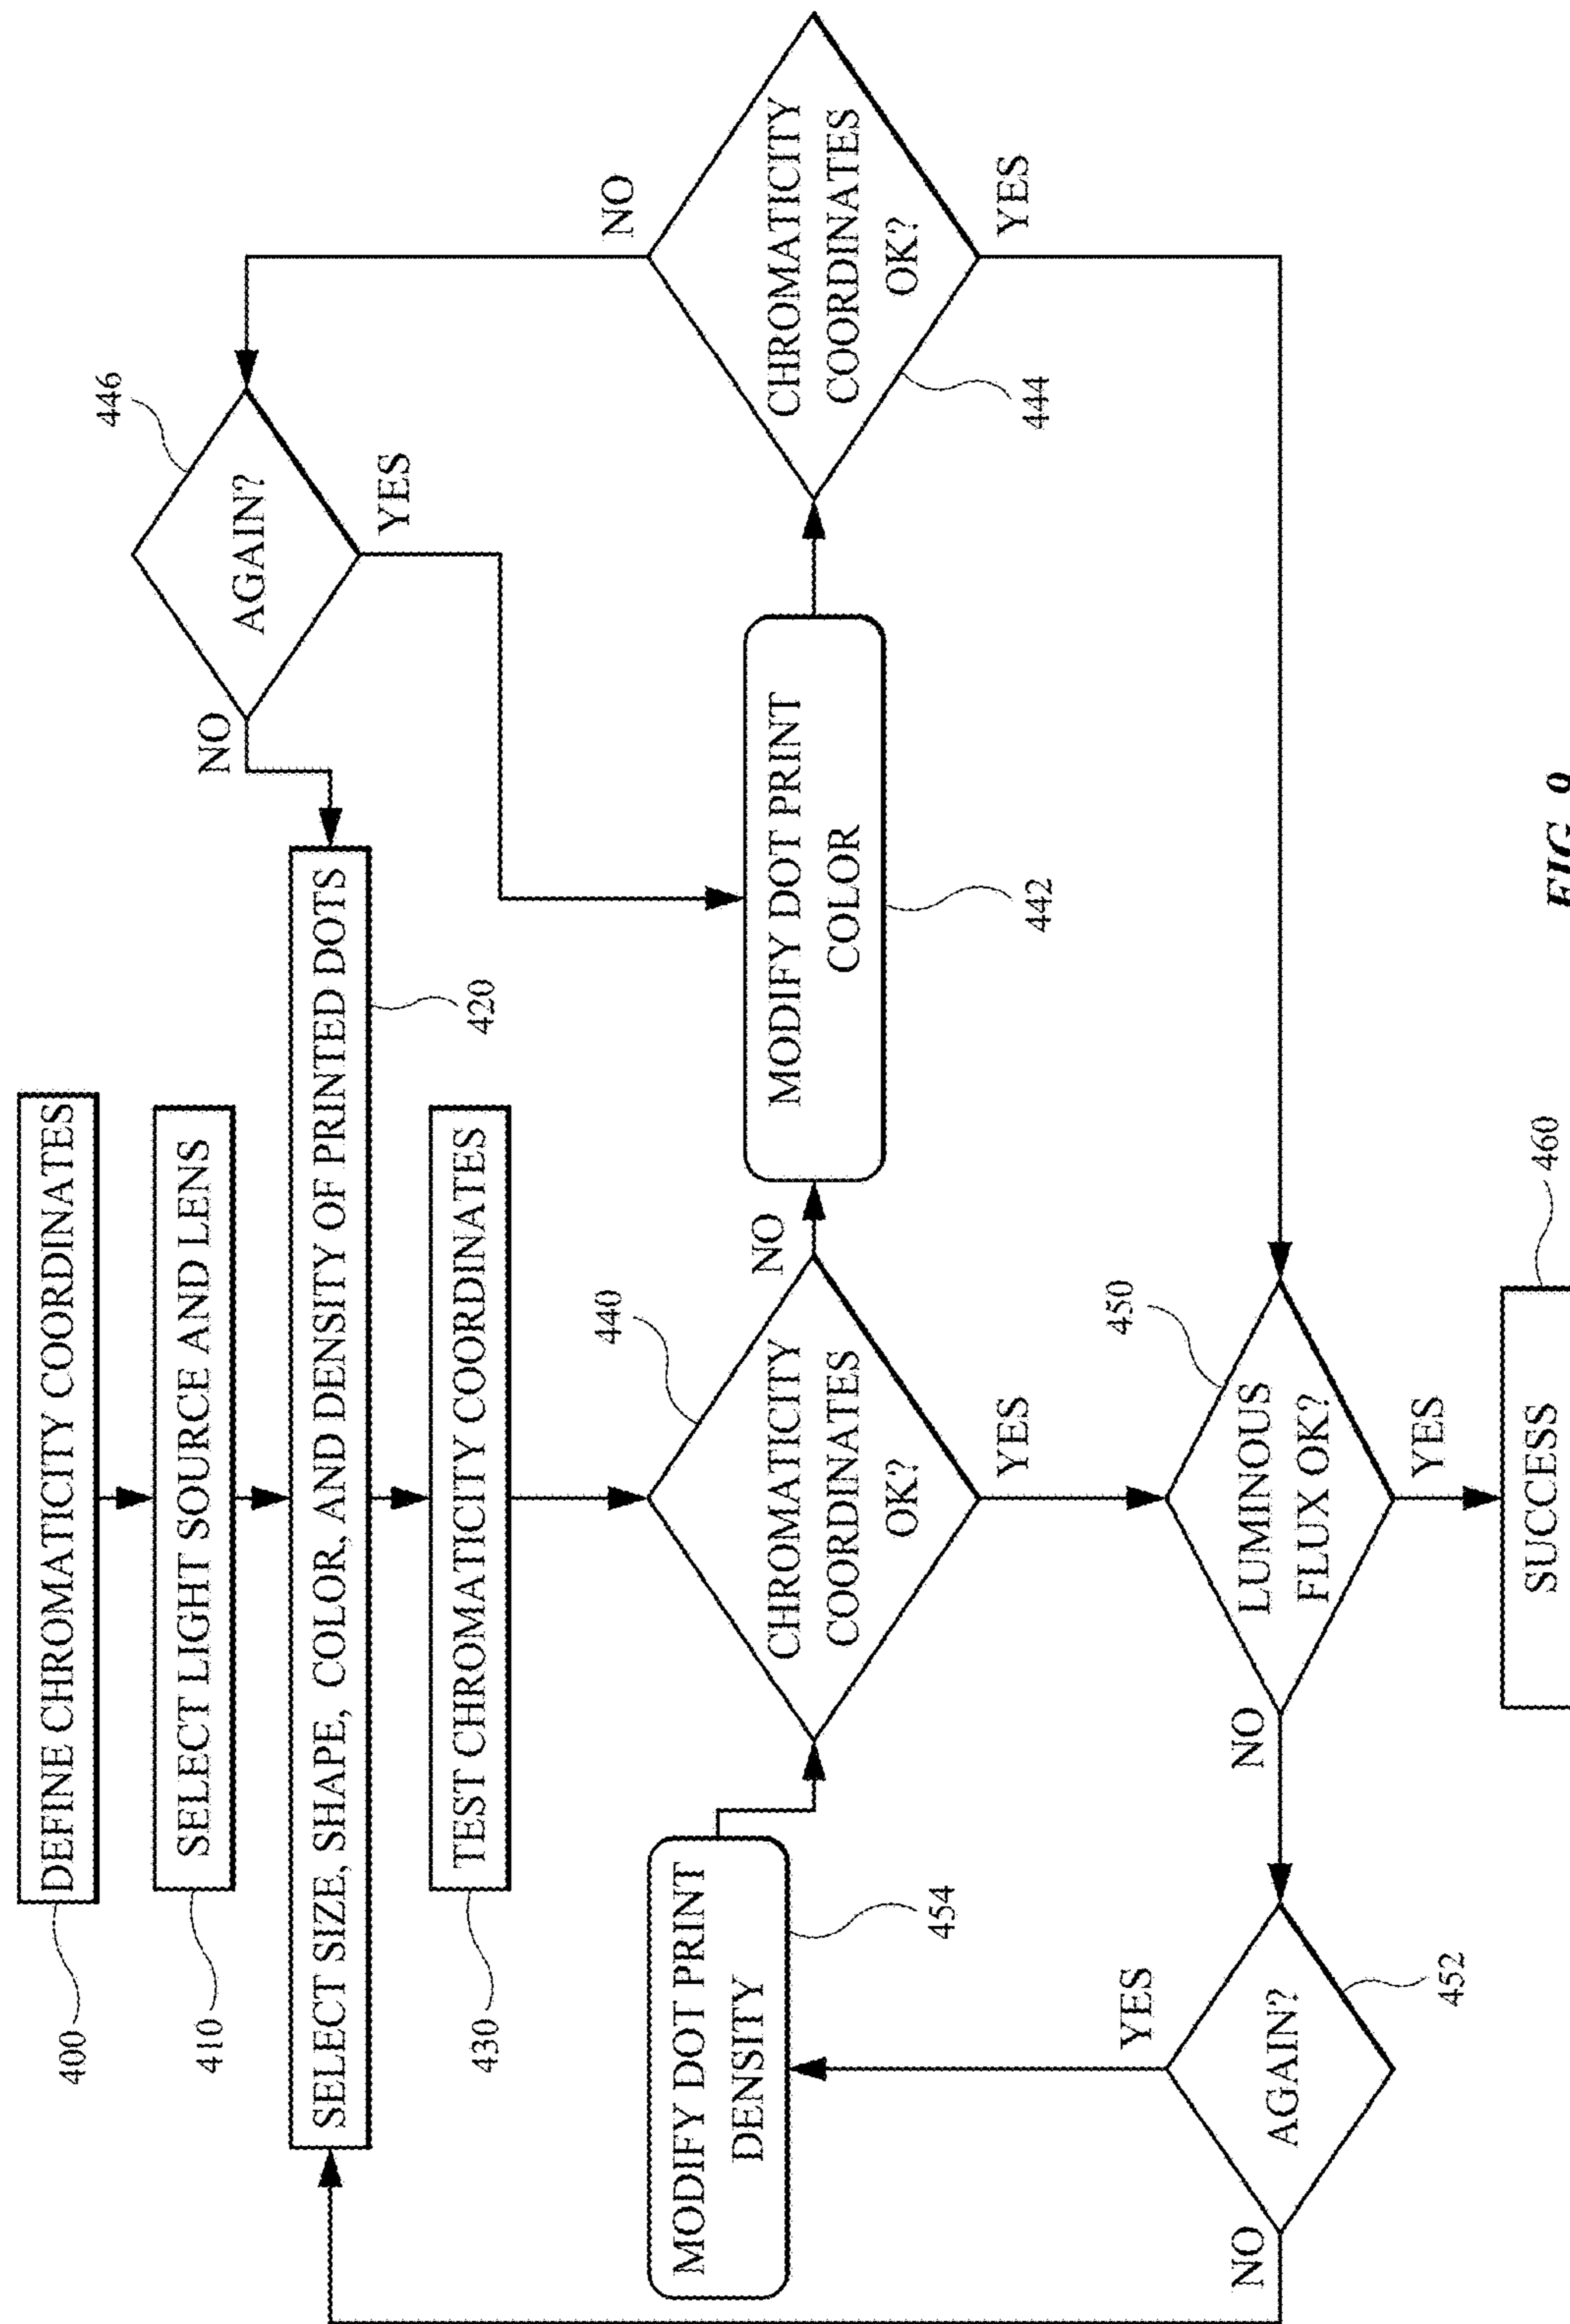 DEFINE CHROMATICITY COORDINATES
400
SELECT LIGHT SOURCE AND LENS
410
SELECT SIZE, SHAPE, COLOR, AND DENSITY OF PRINTED DOTS
420
TEST CHROMATICITY COORDINATES
430
CHROMATICITY
COORDINATES
OK?
440
NO
YES
MODIFY DOT PRINT
COLOR
442
CHROMATICITY
COORDINATES
OK?
444
NO
YES
AGAIN?
446
NO
YES
LUMINOUS
FLUX OK?
450
NO
YES
AGAIN?
452
YES
NO
MODIFY DOT PRINT
DENSITY
454
SUCCESS
460
FIG. 9